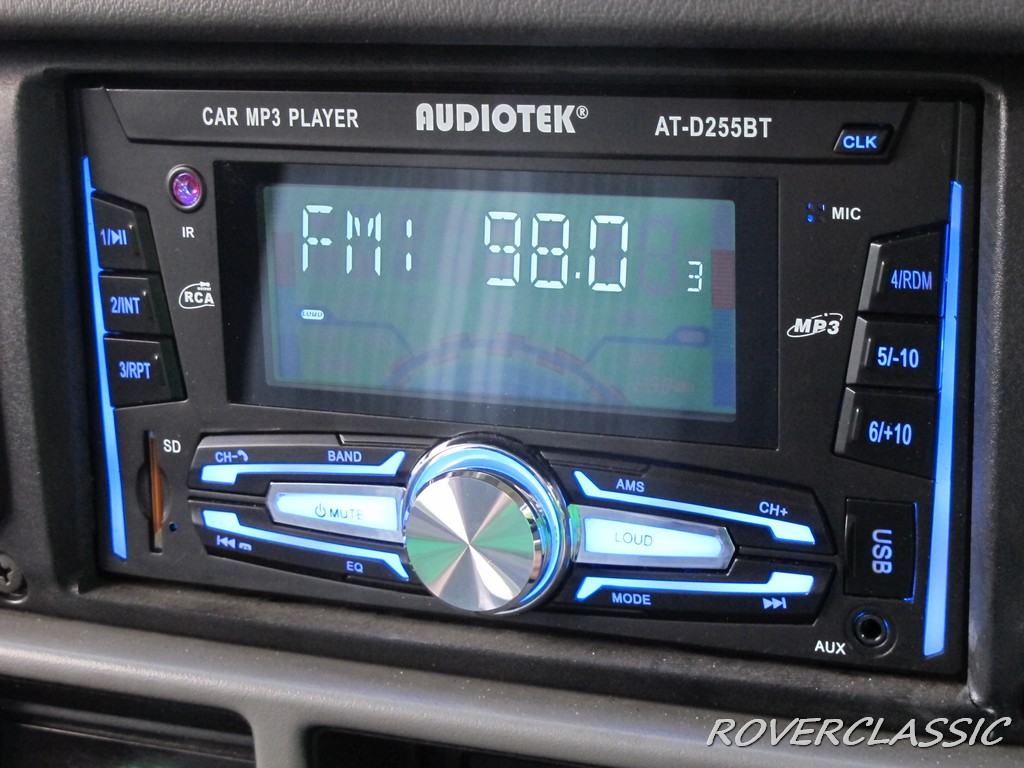 CAR MP3 PLAYER AUDIOTEK® AT-D255BT
CLK
IR
MIC
1/▶II
RCA
2/INT
3/RPT
FM: 98.0 3
LOUD
MP3
4/RDM
5/-10
6/+10
SD
CH-
BAND
MUTE
EQ
AMS
CH+
LOUD
MODE
USB
AUX
ROVERCLASSIC